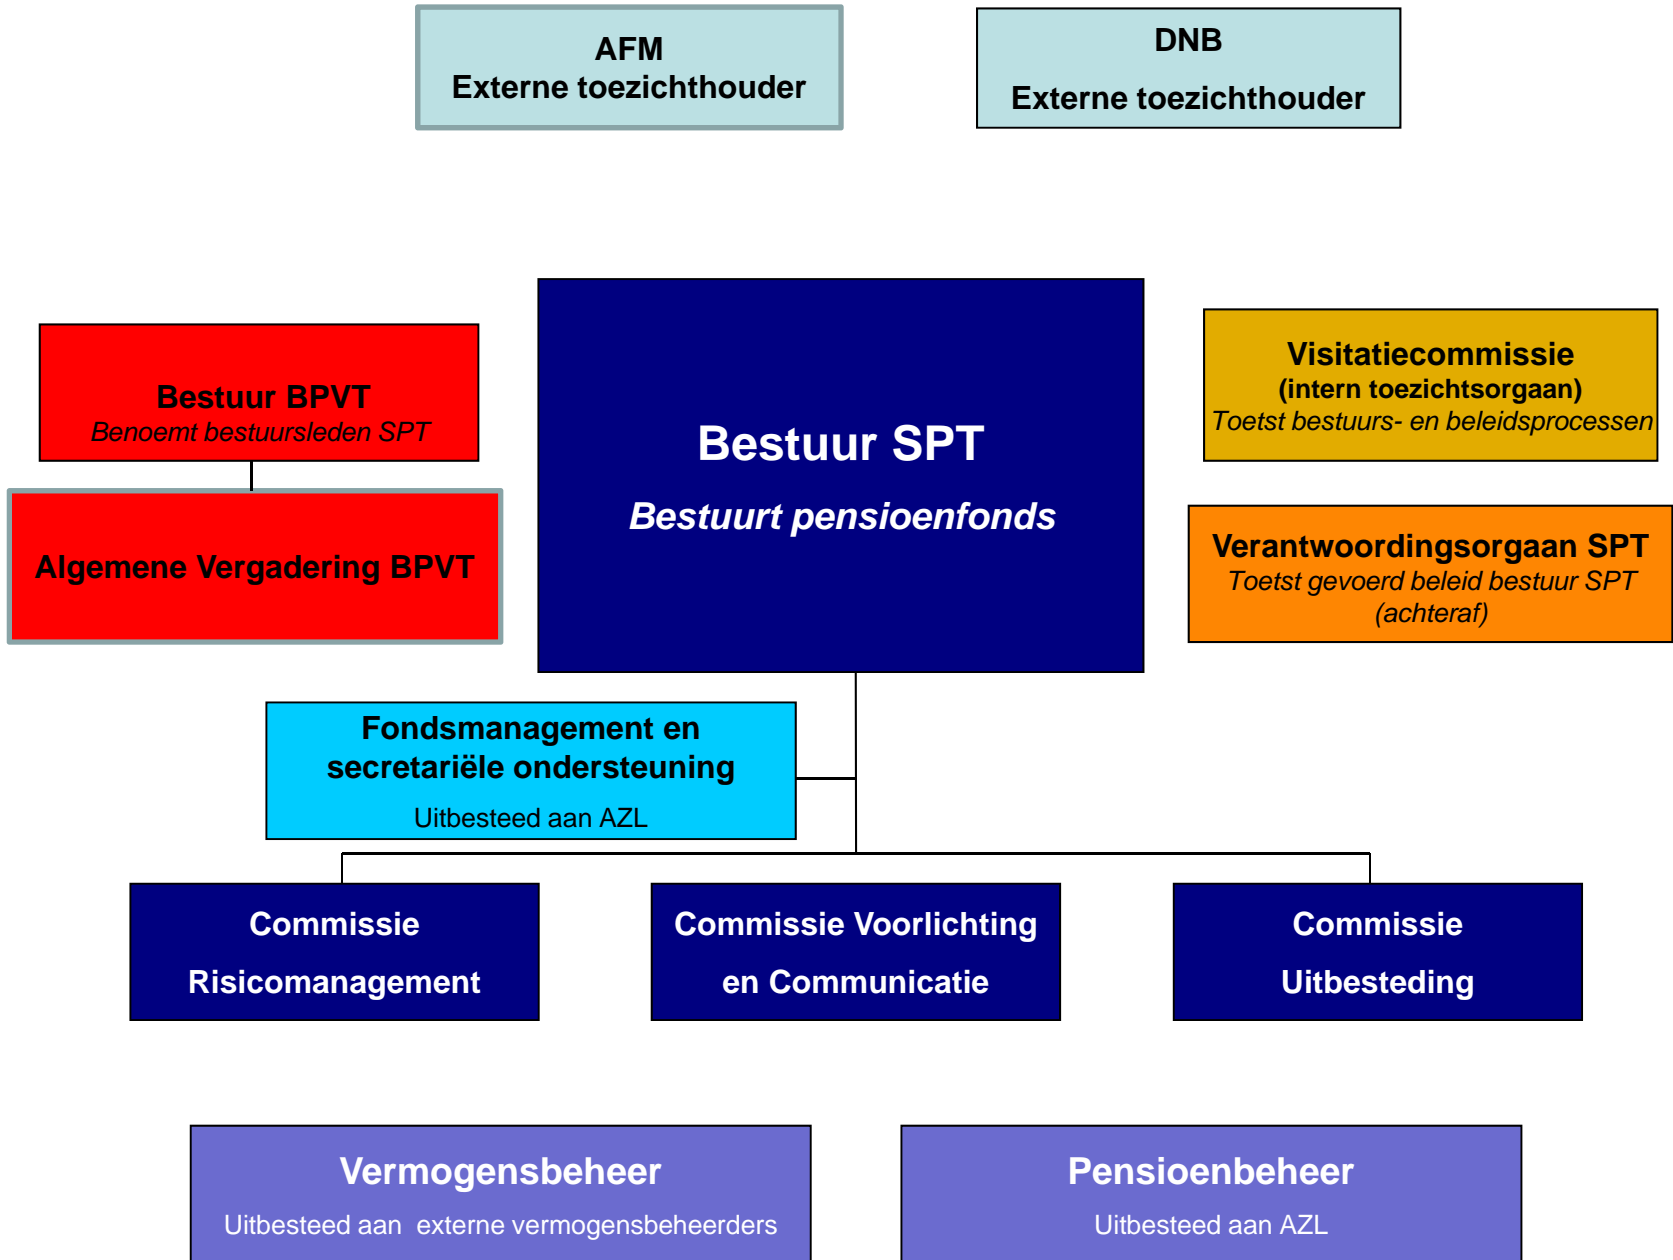 AFM
Externe toezichthouder
DNB
Externe toezichthouder
Bestuur BPVT
Benoemt bestuursleden SPT
Algemene Vergadering BPVT
Bestuur SPT
Bestuurt pensioenfonds
Visitatiecommissie
(intern toezichtsorgaan)
Toetst bestuurs- en beleidsprocessen
Verantwoordingsorgaan SPT
Toetst gevoerd beleid bestuur SPT
(achteraf)
Fondsmanagement en
secretariële ondersteuning
Uitbesteed aan AZL
Commissie
Risicomanagement
Commissie Voorlichting
en Communicatie
Commissie
Uitbesteding
Vermogensbeheer
Uitbesteed aan externe vermogensbeheerders
Pensioenbeheer
Uitbesteed aan AZL